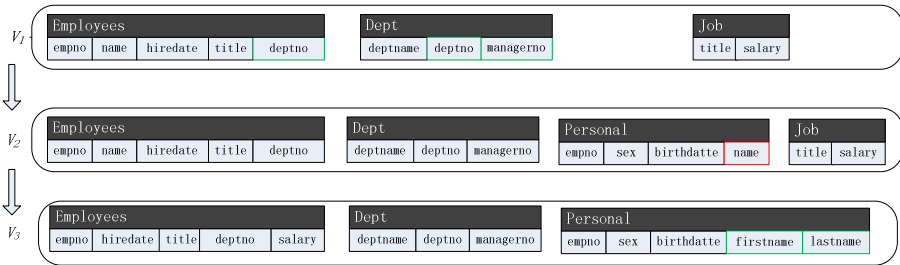 V1
Employees
empno name hiredate title deptno
Dept
deptname deptno managerno
Job
title salary
V2
Employees
empno name hiredate title deptno
Dept
deptname deptno managerno
Personal
empno sex birthdatte name
Job
title salary
V3
Employees
empno hiredate title deptno salary
Dept
deptname deptno managerno
Personal
empno sex birthdatte firstname lastname